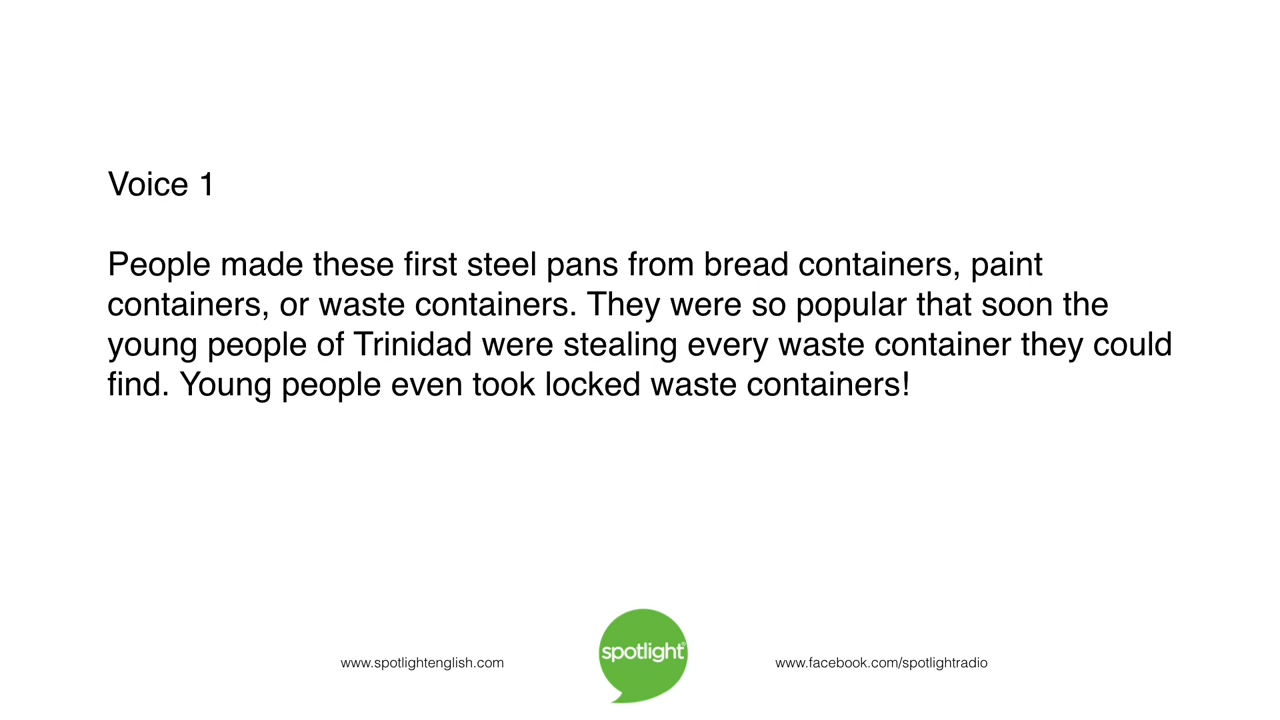 Voice 1
People made these first steel pans from bread containers, paint
containers, or waste containers. They were so popular that soon the
young people of Trinidad were stealing every waste container they could
find. Young people even took locked waste containers!
www.spotlightenglish.com
spotlight®
www.facebook.com/spotlightradio